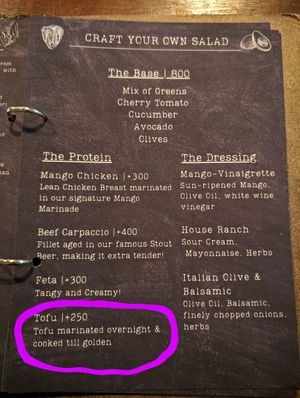 CRAFT YOUR OWN SALAD
The Base | 800
Mix of Greens
Cherry Tomato
Cucumber
Avocado
Olives
The Protein
Mango Chicken |+300
Lean Chicken Breast marinated
in our signature Mango
Marinade
Beef Carpaccio |+400
Fillet aged in our famous Stout
Beer, making it extra tender!
Feta |+300
Tangy and Creamy!
Tofu |+250
Tofu marinated overnight &
cooked till golden
The Dressing
Mango-Vinaigrette
Sun-ripened Mango,
Olive Oil, white wine
vinegar
House Ranch
Sour Cream,
Mayonnaise, Herbs
Italian Olive &
Balsamic
Olive Oil, Balsamic,
finely chopped onions,
herbs